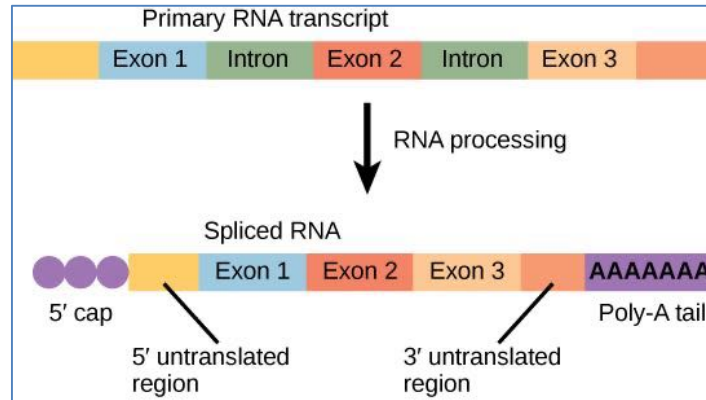 Primary RNA transcript
Exon 1 Intron Exon 2 Intron Exon 3
RNA processing
Spliced RNA
Exon 1 Exon 2 Exon 3 AAAAAAA
5′ cap
Poly-A tail
5′ untranslated
region
3′ untranslated
region